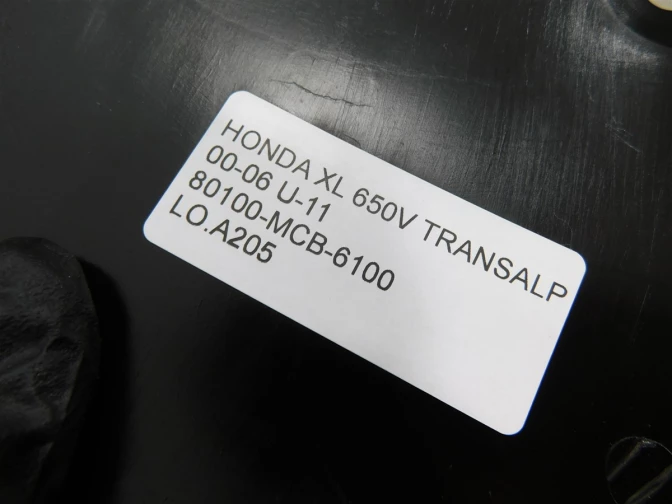 HONDA XL 650V TRANSALP
00-06 U-11
80100-MCB-6100
LO.A205